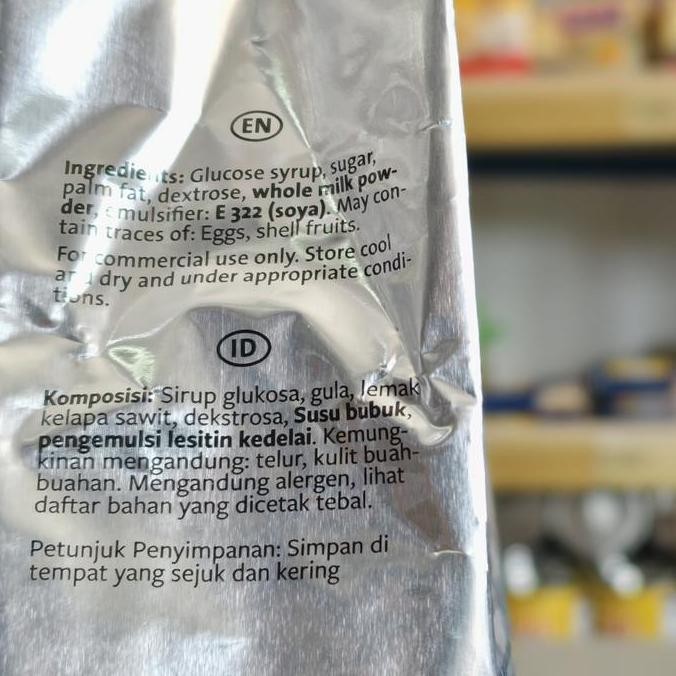 EN
Ingredients: Glucose syrup, sugar,
palm fat, dextrose, whole milk pow-
der, emulsifier: E 322 (soya). May con-
tain traces of: Eggs, shell fruits.
For commercial use only. Store cool
and dry and under appropriate condi-
tions.
ID
Komposisi: Sirup glukosa, gula, lemak
kelapa sawit, dekstrosa, Susu bubuk,
pengemulsi lesitin kedelai. Kemung-
kinan mengandung: telur, kulit buah-
buahan. Mengandung alergen, lihat
daftar bahan yang dicetak tebal.
Petunjuk Penyimpanan: Simpan di
tempat yang sejuk dan kering